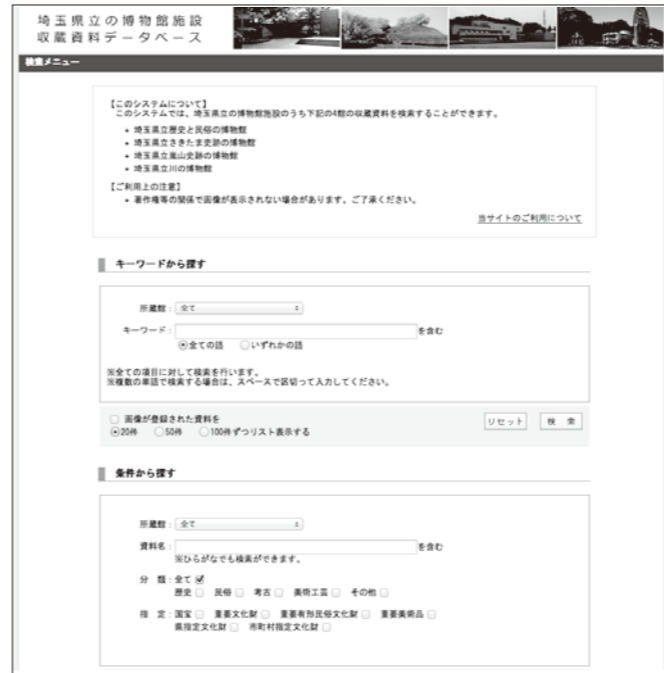 埼玉県立の博物館施設
収蔵資料データベース
検索メニュー
【このシステムについて】
このシステムでは、埼玉県立の博物館施設のうち下記の4館の収蔵資料を検索することができます。
• 埼玉県立歴史と民俗の博物館
• 埼玉県立さきたま史跡の博物館
• 埼玉県立嵐山史跡の博物館
• 埼玉県立川の博物館
【ご利用上の注意】
• 著作権等の関係で画像が表示されない場合があります。ご了承ください。
当サイトのご利用について
キーワードから探す
所蔵館: 全て
キーワード: を含む
全ての語 いずれかの語
※全ての項目に対して検索を行います。
※複数の単語で検索する場合は、スペースで区切って入力してください。
画像が登録された資料を
20件 50件 100件ずつリスト表示する
リセット 検 索
条件から探す
所蔵館: 全て
資料名: を含む
※ひらがなでも検索ができます。
分 類: 全て
歴史 民俗 考古 美術工芸 その他
指 定: 国宝 重要文化財 重要有形民俗文化財 重要美術品
県指定文化財 市町村指定文化財